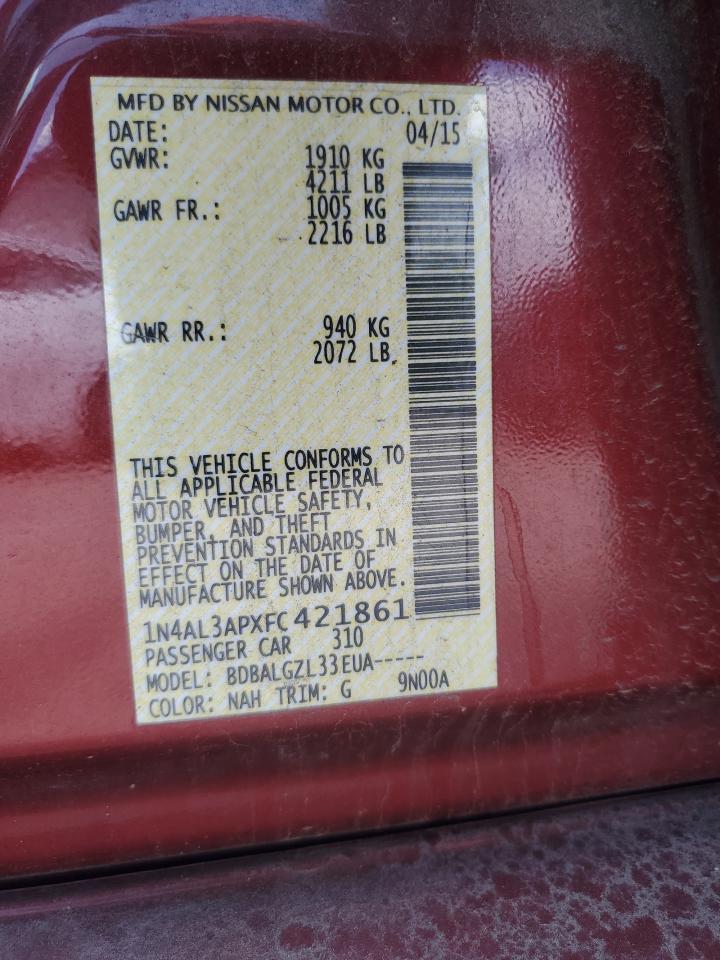 MFD BY NISSAN MOTOR CO., LTD.
DATE: 04/15
GVWR: 1910 KG
4211 LB
GAWR FR.: 1005 KG
2216 LB
GAWR RR.: 940 KG
2072 LB
THIS VEHICLE CONFORMS TO
ALL APPLICABLE FEDERAL
MOTOR VEHICLE SAFETY,
BUMPER, AND THEFT
PREVENTION STANDARDS IN
EFFECT ON THE DATE OF
MANUFACTURE SHOWN ABOVE.
1N4AL3APXFC421861
PASSENGER CAR 310
MODEL: BDBALGZL33EUA-----
COLOR: NAH TRIM: G 9N00A